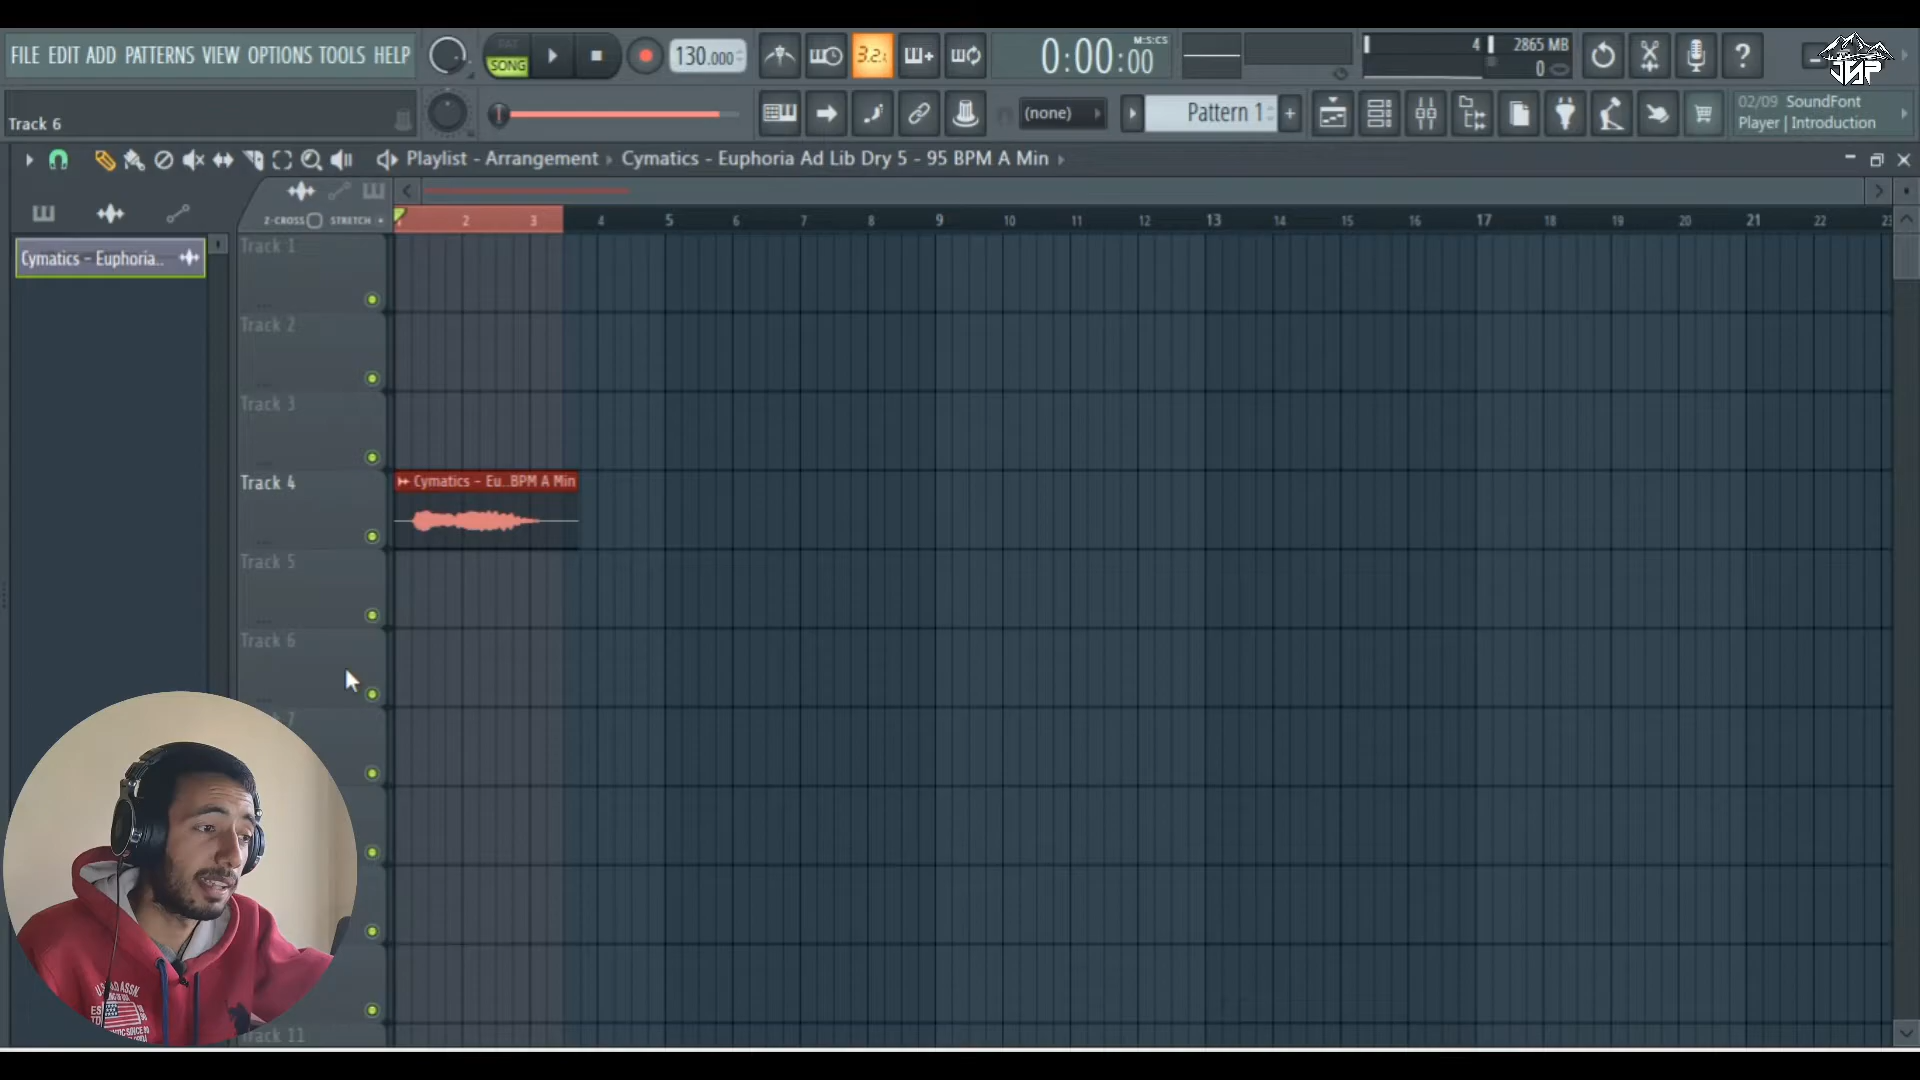 FILE EDIT ADD PATTERNS VIEW OPTIONS TOOLS HELP
PAT
SONG
130.000
3.2.
0:00:00
M:S:CS
4
2865 MB
0
?
JNP
Track 6
(none)
Pattern 1
+
02/09 SoundFont
Player | Introduction
Playlist - Arrangement
Cymatics - Euphoria Ad Lib Dry 5 - 95 BPM A Min
Z-CROSS
STRETCH
2 3 4 5 6 7 8 9 10 11 12 13 14 15 16 17 18 19 20 21 22
Cymatics - Euphoria..
Track 1
Track 2
Track 3
Track 4
Cymatics - Eu..BPM A Min
Track 5
Track 6
7
Track 11